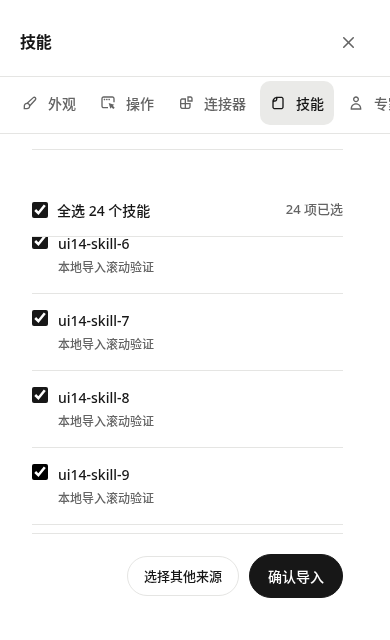 技能
外观 操作 连接器 技能 专
全选 24 个技能 24 项已选
ui14-skill-6
本地导入滚动验证
ui14-skill-7
本地导入滚动验证
ui14-skill-8
本地导入滚动验证
ui14-skill-9
本地导入滚动验证
选择其他来源 确认导入